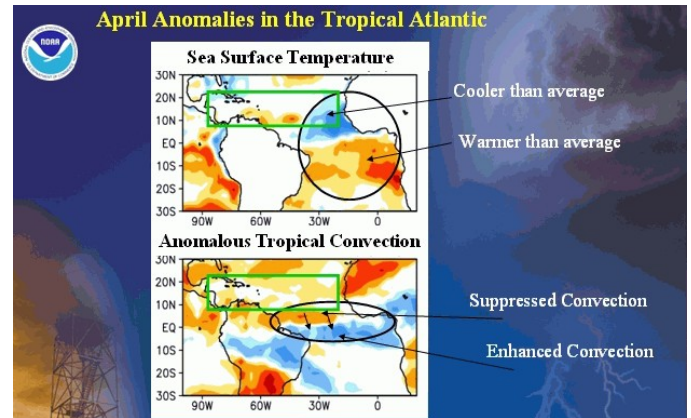 April Anomalies in the Tropical Atlantic
NOAA
Sea Surface Temperature
30N
20N
10N
EQ
10S
20S
30S
90W 60W 30W 0
Cooler than average
Warmer than average
Anomalous Tropical Convection
30N
20N
10N
EQ
10S
20S
30S
90W 60W 30W 0
Suppressed Convection
Enhanced Convection